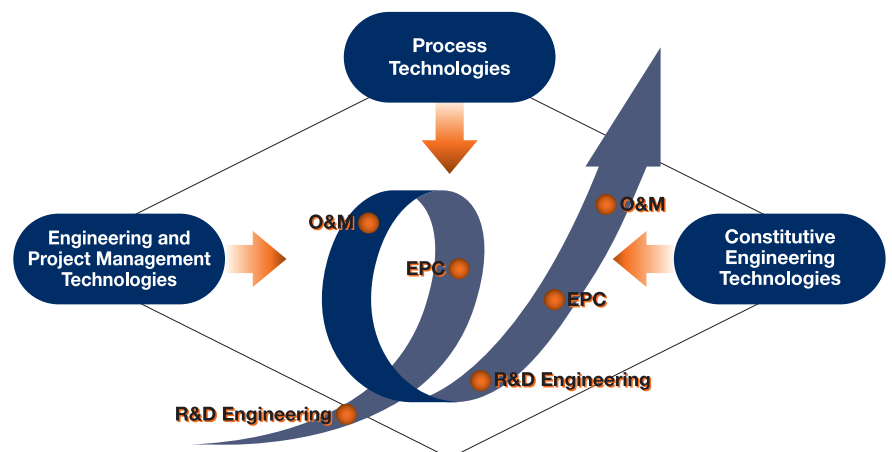 Process
Technologies
O&M
O&M
Engineering and
Project Management
Technologies
Constitutive
Engineering
Technologies
EPC
EPC
R&D Engineering
R&D Engineering